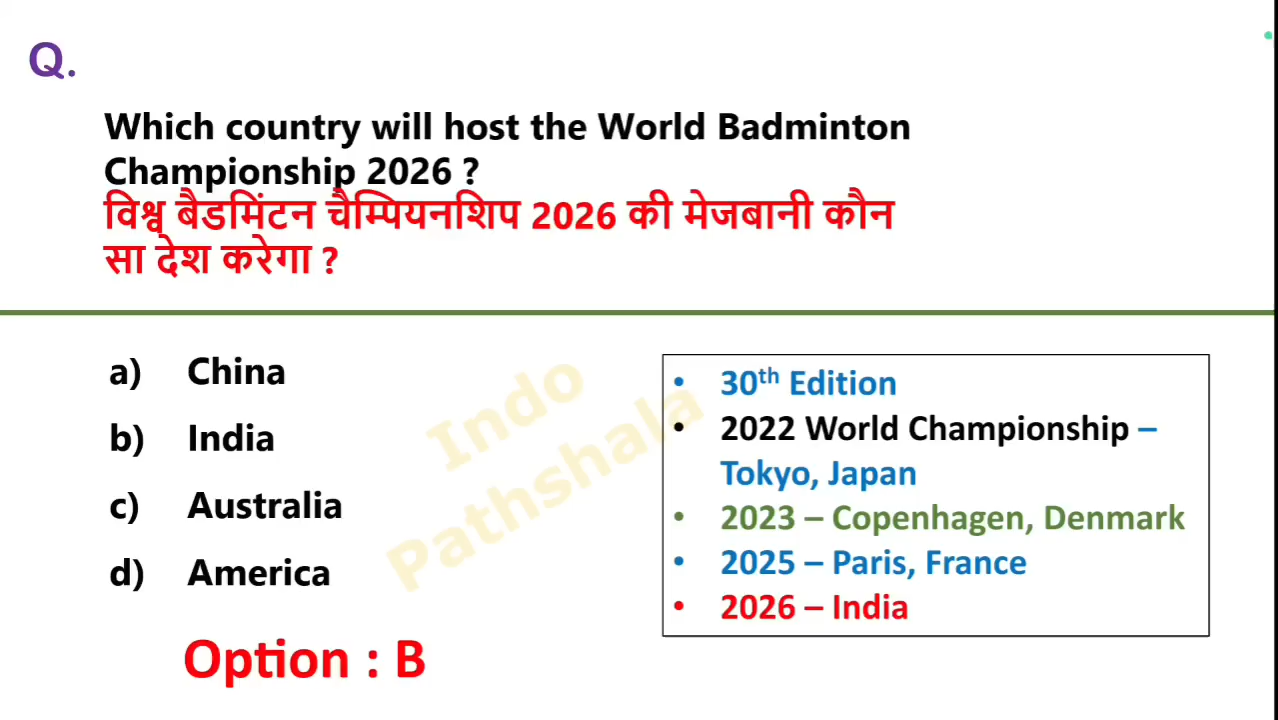 Q.
Which country will host the World Badminton
Championship 2026 ?
विश्व बैडमिंटन चैम्पियनशिप 2026 की मेजबानी कौन
सा देश करेगा ?
a) China
b) India
c) Australia
d) America
Option : B
• 30th Edition
• 2022 World Championship –
Tokyo, Japan
• 2023 – Copenhagen, Denmark
• 2025 – Paris, France
• 2026 – India
Indo
Pathshala